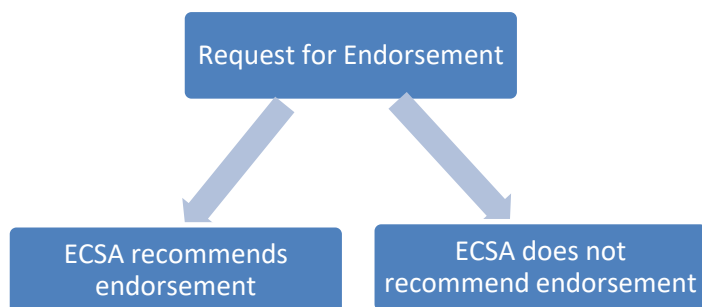 Request for Endorsement
ECSA recommends
endorsement
ECSA does not
recommend endorsement